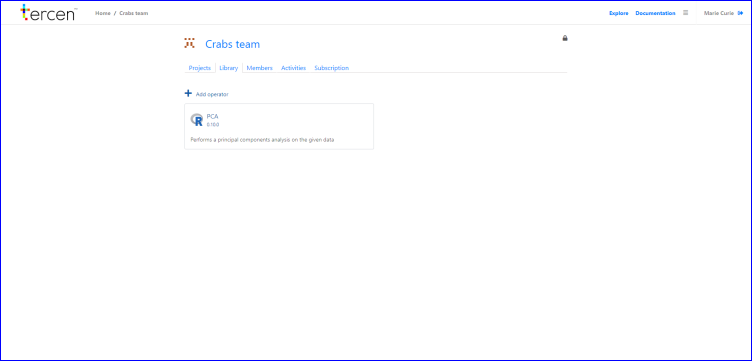 tercen
Home / Crabs team
Explore Documentation
Marie Curie
Crabs team
Projects Library Members Activities Subscription
Add operator
PCA
0.10.0
Performs a principal components analysis on the given data